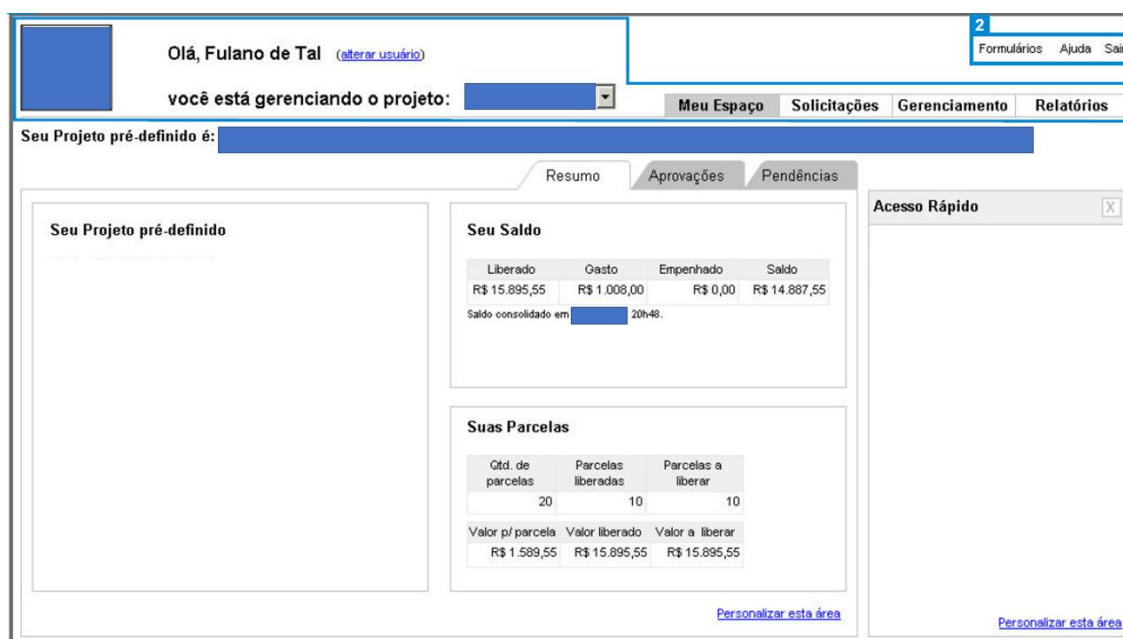 2
Formulários Ajuda Sair
Olá, Fulano de Tal (alterar usuário)
você está gerenciando o projeto:
Meu Espaço Solicitações Gerenciamento Relatórios
Seu Projeto pré-definido é:
Resumo Aprovações Pendências
Acesso Rápido X
Seu Projeto pré-definido
Seu Saldo
Liberado Gasto Empenhado Saldo
R$ 15.895,55 R$ 1.008,00 R$ 0,00 R$ 14.887,55
Saldo consolidado em 20h48.
Suas Parcelas
Qtd. de parcelas Parcelas liberadas Parcelas a liberar
20 10 10
Valor p/ parcela Valor liberado Valor a liberar
R$ 1.589,55 R$ 15.895,55 R$ 15.895,55
Personalizar esta área
Personalizar esta área